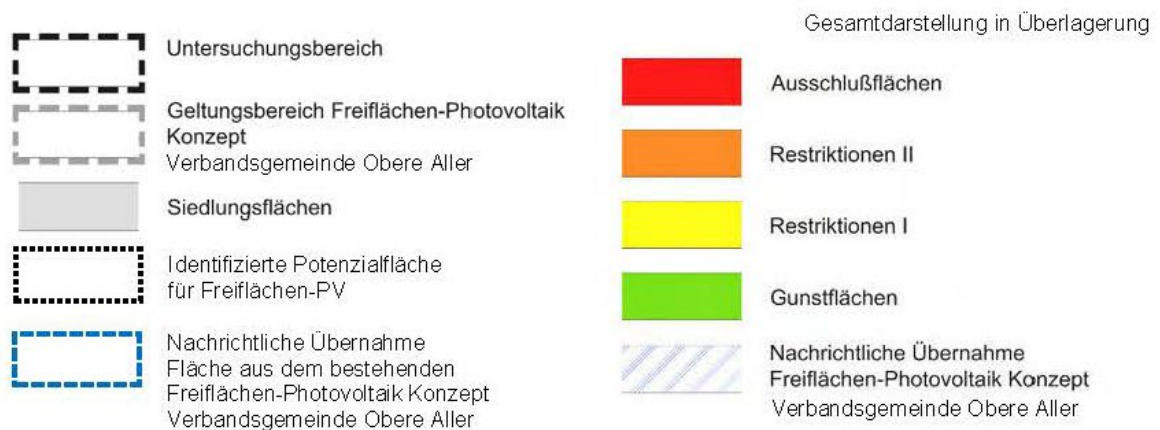 Gesamtdarstellung in Überlagerung
Untersuchungsbereich
Geltungsbereich Freiflächen-Photovoltaik
Konzept
Verbandsgemeinde Obere Aller
Siedlungsflächen
Identifizierte Potenzialfläche
für Freiflächen-PV
Nachrichtliche Übernahme
Fläche aus dem bestehenden
Freiflächen-Photovoltaik Konzept
Verbandsgemeinde Obere Aller
Ausschlußflächen
Restriktionen II
Restriktionen I
Gunstflächen
Nachrichtliche Übernahme
Freiflächen-Photovoltaik Konzept
Verbandsgemeinde Obere Aller